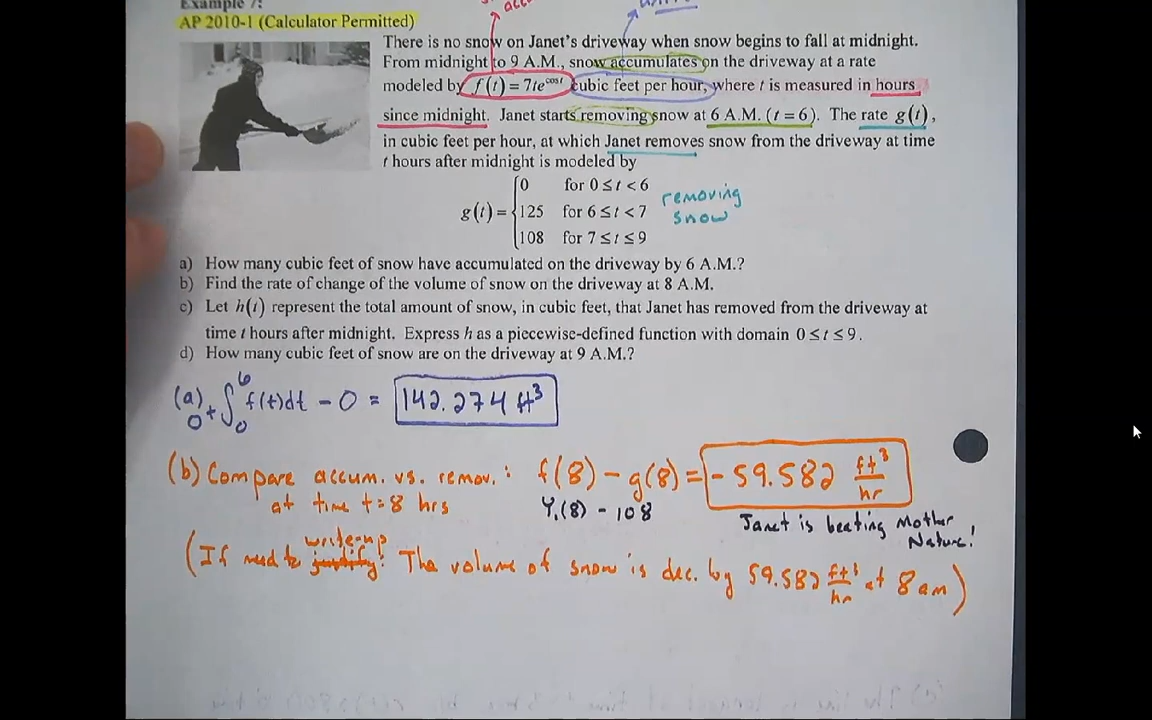 Example 7:
AP 2010-1 (Calculator Permitted)
There is no snow on Janet's driveway when snow begins to fall at midnight.
From midnight to 9 A.M., snow accumulates on the driveway at a rate
modeled by f(t) = 7te^cost cubic feet per hour, where t is measured in hours
since midnight. Janet starts removing snow at 6 A.M. (t = 6). The rate g(t),
in cubic feet per hour, at which Janet removes snow from the driveway at time
t hours after midnight is modeled by
g(t) = { 0 for 0 ≤ t < 6
125 for 6 ≤ t < 7
108 for 7 ≤ t ≤ 9
removing
snow
a) How many cubic feet of snow have accumulated on the driveway by 6 A.M.?
b) Find the rate of change of the volume of snow on the driveway at 8 A.M.
c) Let h(t) represent the total amount of snow, in cubic feet, that Janet has removed from the driveway at
time t hours after midnight. Express h as a piecewise-defined function with domain 0 ≤ t ≤ 9.
d) How many cubic feet of snow are on the driveway at 9 A.M.?
(a) 0 + ∫₀⁶ f(t)dt - 0 = 142.274 ft³
(b) Compare accum. vs. remov.: f(8) - g(8) = -59.582 ft³/hr
at time t=8 hrs Y₁(8) - 108
Janet is beating Mother
Nature!
write-up
(If need to justify: The volume of snow is dec. by 59.582 ft³/hr at 8 am)